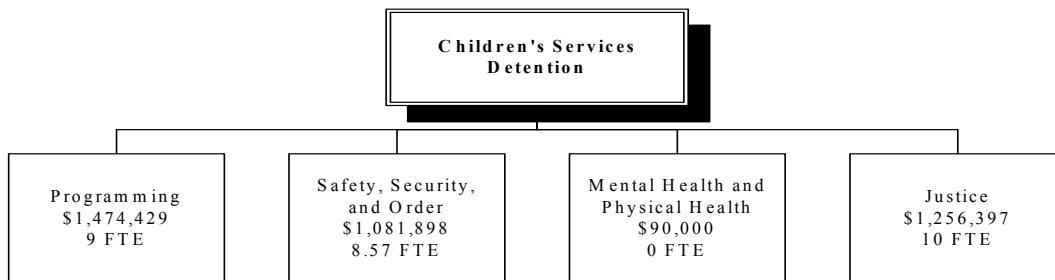 Children's Services
Detention
Programming
$1,474,429
9 FTE
Safety, Security,
and Order
$1,081,898
8.57 FTE
Mental Health and
Physical Health
$90,000
0 FTE
Justice
$1,256,397
10 FTE